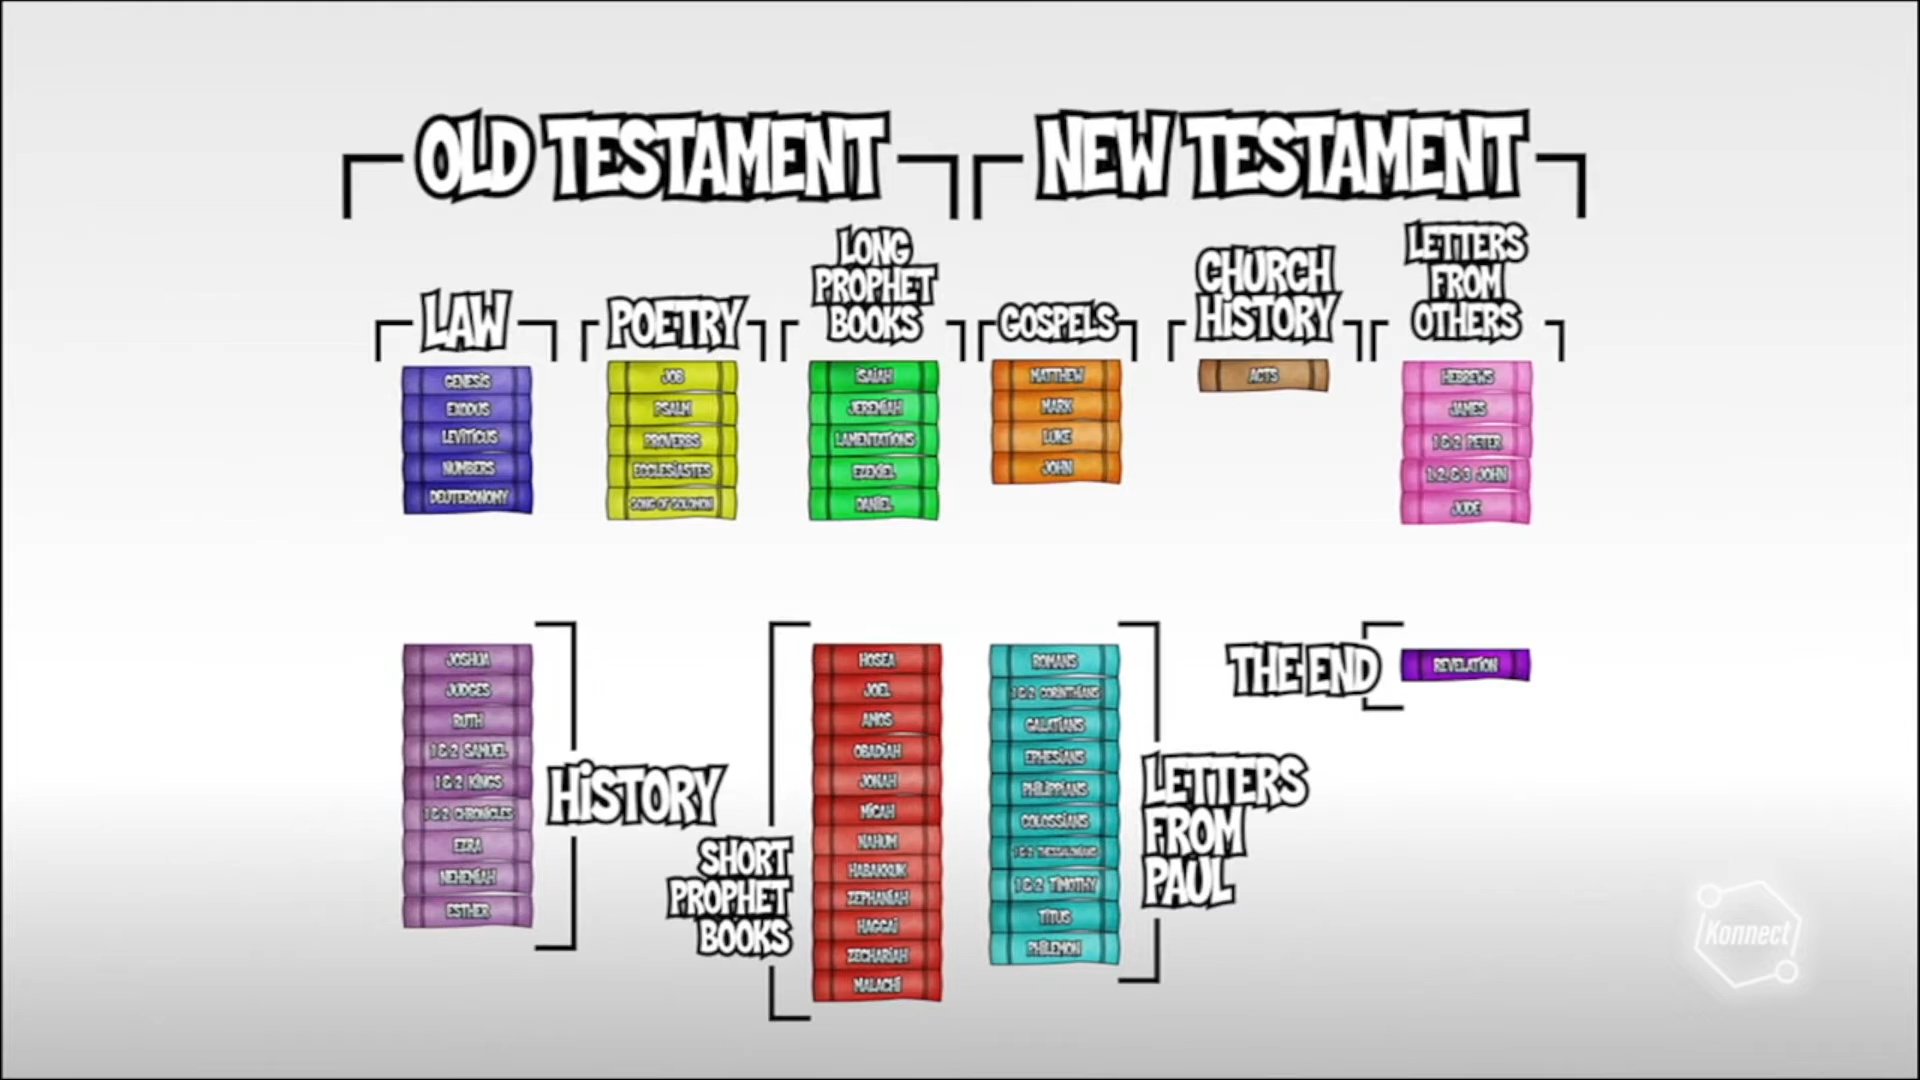 OLD TESTAMENT
NEW TESTAMENT
LAW
GENESIS
EXODUS
LEVITICUS
NUMBERS
DEUTERONOMY
POETRY
JOB
PSALM
PROVERBS
ECCLESIASTES
SONG OF SOLOMON
LONG
PROPHET
BOOKS
ISAIAH
JEREMIAH
LAMENTATIONS
EZEKIEL
DANIEL
GOSPELS
MATTHEW
MARK
LUKE
JOHN
CHURCH
HISTORY
ACTS
LETTERS
FROM
OTHERS
HEBREWS
JAMES
1 & 2 PETER
1, 2, & 3 JOHN
JUDE
JOSHUA
JUDGES
RUTH
1 & 2 SAMUEL
1 & 2 KINGS
1 & 2 CHRONICLES
EZRA
NEHEMIAH
ESTHER
HISTORY
SHORT
PROPHET
BOOKS
HOSEA
JOEL
AMOS
OBADIAH
JONAH
MICAH
NAHUM
HABAKKUK
ZEPHANIAH
HAGGAI
ZECHARIAH
MALACHI
ROMANS
1 & 2 CORINTHIANS
GALATIANS
EPHESIANS
PHILIPPIANS
COLOSSIANS
1 & 2 THESSALONIANS
1 & 2 TIMOTHY
TITUS
PHILEMON
LETTERS
FROM
PAUL
THE END
REVELATION
Konnect